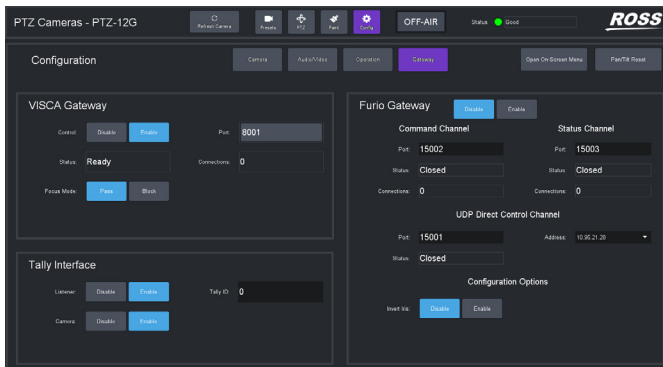 PTZ Cameras - PTZ-12G
Refresh Camera
Presets
PTZ
Paint
Config
OFF-AIR
Status:
Good
ROSS
Configuration
Camera
Audio/Video
Operation
Gateway
Open On-Screen Menu
Pan/Tilt Reset
VISCA Gateway
Control: Disable Enable Port: 8001
Status: Ready Connections: 0
Focus Mode: Pass Block
Tally Interface
Listener: Disable Enable Tally ID: 0
Camera: Disable Enable
Furio Gateway Disable Enable
Command Channel Status Channel
Port: 15002 Port: 15003
Status: Closed Status: Closed
Connections: 0 Connections: 0
UDP Direct Control Channel
Port: 15001 Address: 10.95.21.20
Status: Closed
Configuration Options
Invert Iris: Disable Enable